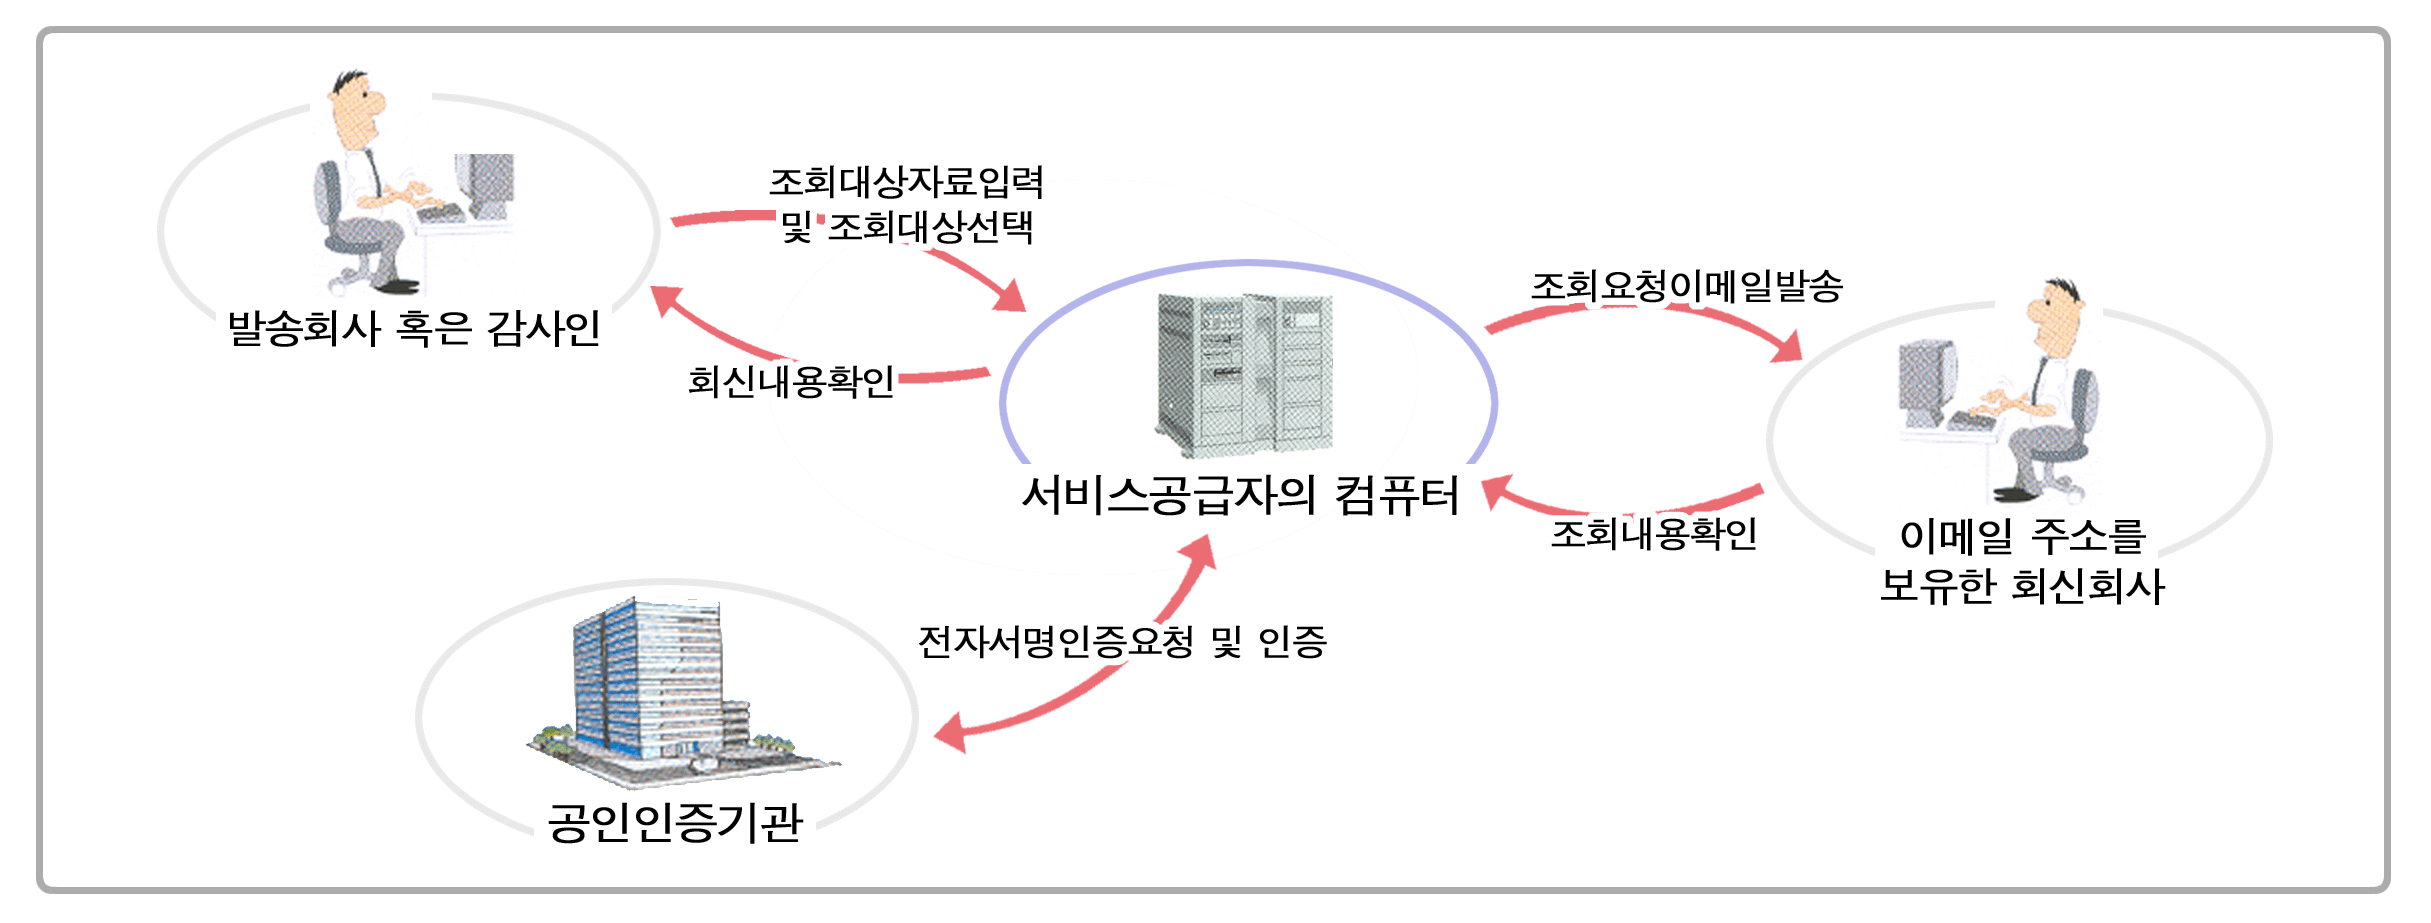 조회대상자료입력
및 조회대상선택
발송회사 혹은 감사인
회신내용확인
조회요청이메일발송
서비스공급자의 컴퓨터
조회내용확인
이메일 주소를
보유한 회신회사
전자서명인증요청 및 인증
공인인증기관